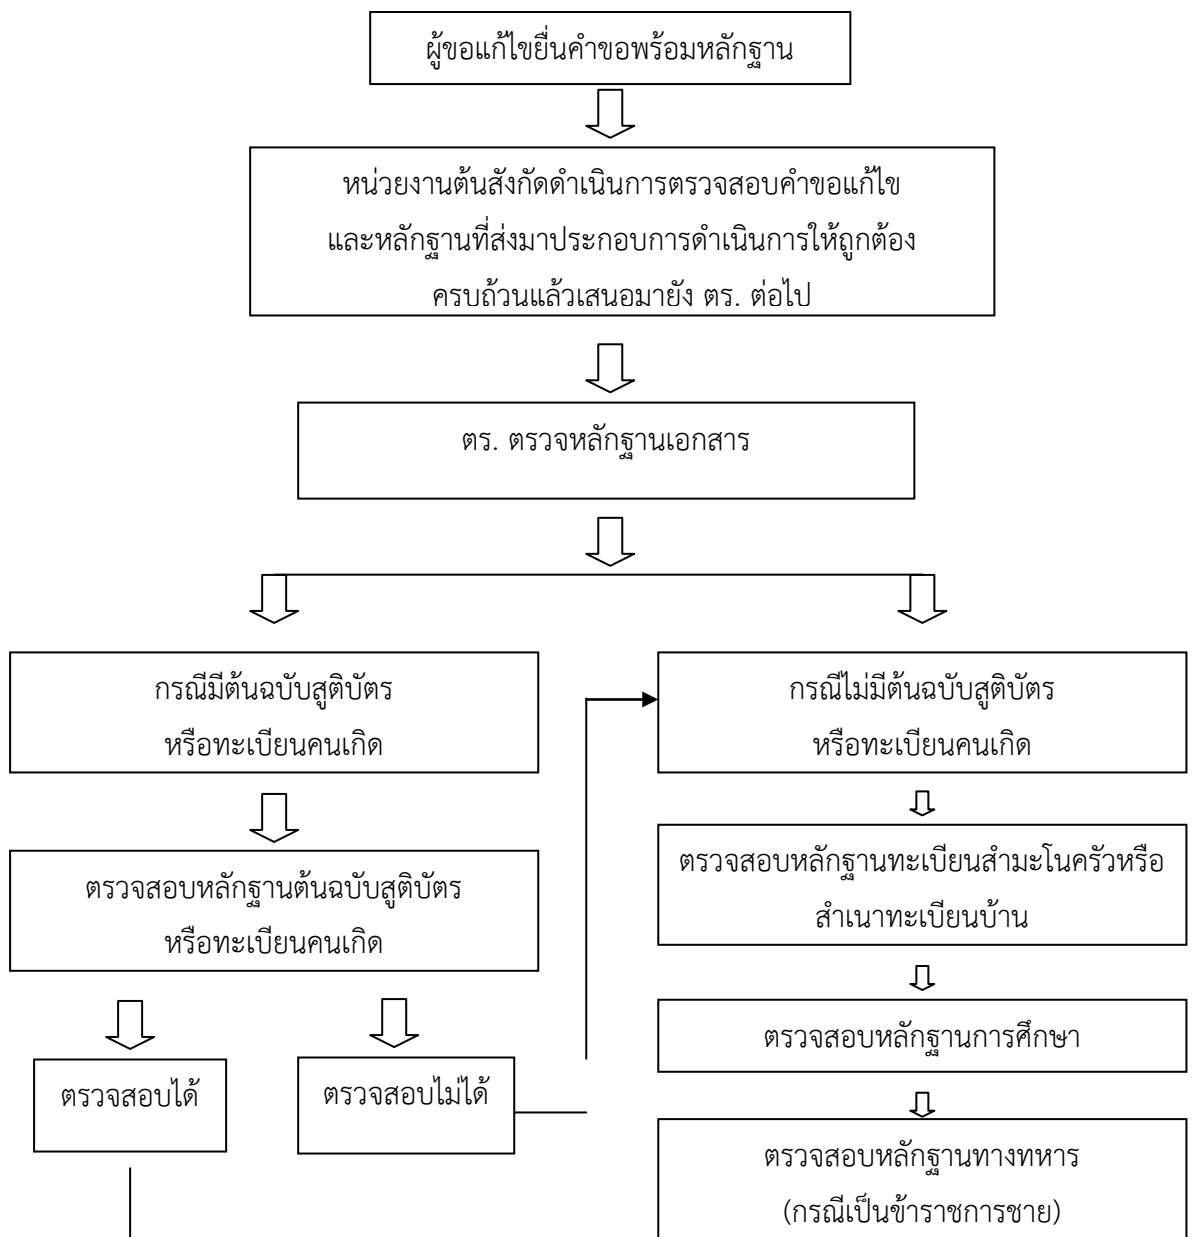 ผู้ขอแก้ไขยื่นคำขอพร้อมหลักฐาน
หน่วยงานต้นสังกัดดำเนินการตรวจสอบคำขอแก้ไข
และหลักฐานที่ส่งมาประกอบการดำเนินการให้ถูกต้อง
ครบถ้วนแล้วเสนอมายัง ตร. ต่อไป
ตร. ตรวจหลักฐานเอกสาร
กรณีมีต้นฉบับสูติบัตร
หรือทะเบียนคนเกิด
ตรวจสอบหลักฐานต้นฉบับสูติบัตร
หรือทะเบียนคนเกิด
ตรวจสอบได้
ตรวจสอบไม่ได้
กรณีไม่มีต้นฉบับสูติบัตร
หรือทะเบียนคนเกิด
ตรวจสอบหลักฐานทะเบียนสำมะโนครัวหรือ
สำเนาทะเบียนบ้าน
ตรวจสอบหลักฐานการศึกษา
ตรวจสอบหลักฐานทางทหาร
(กรณีเป็นข้าราชการชาย)